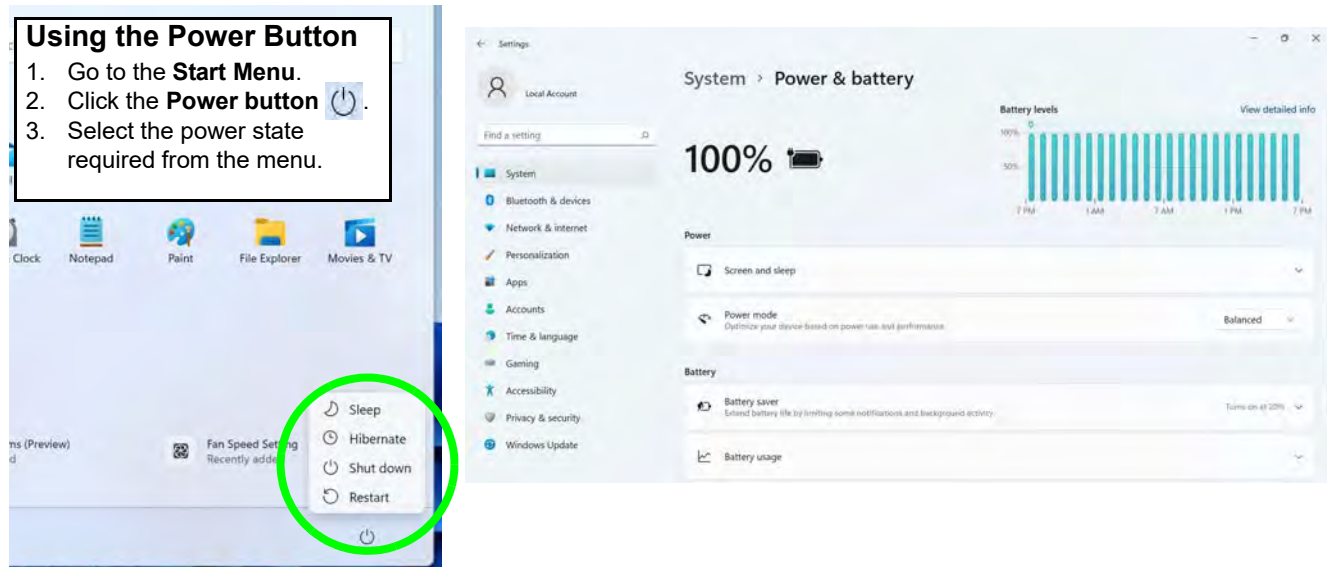 Using the Power Button
1. Go to the Start Menu.
2. Click the Power button .
3. Select the power state
required from the menu.
Clock
Notepad
Paint
File Explorer
Movies & TV
ms (Preview)
Fan Speed Setting
Recently added
Sleep
Hibernate
Shut down
Restart
Settings
Local Account
Find a setting
System
Bluetooth & devices
Network & internet
Personalization
Apps
Accounts
Time & language
Gaming
Accessibility
Privacy & security
Windows Update
System > Power & battery
100%
Battery levels
View detailed info
100%
50%
7 PM
1 AM
7 AM
1 PM
7 PM
Power
Screen and sleep
Power mode
Optimize your device based on power use and performance
Balanced
Battery
Battery saver
Extend battery life by limiting some notifications and background activity
Turns on at 20%
Battery usage